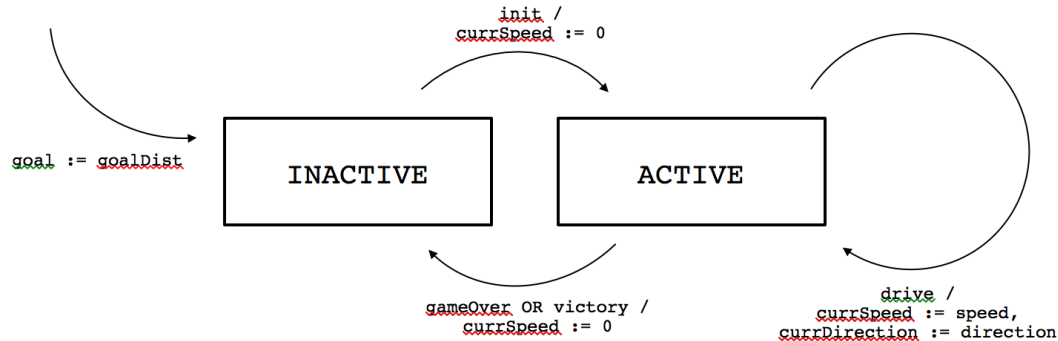 init /
currSpeed := 0
goal := goalDist
INACTIVE
ACTIVE
gameOver OR victory /
currSpeed := 0
drive /
currSpeed := speed,
currDirection := direction